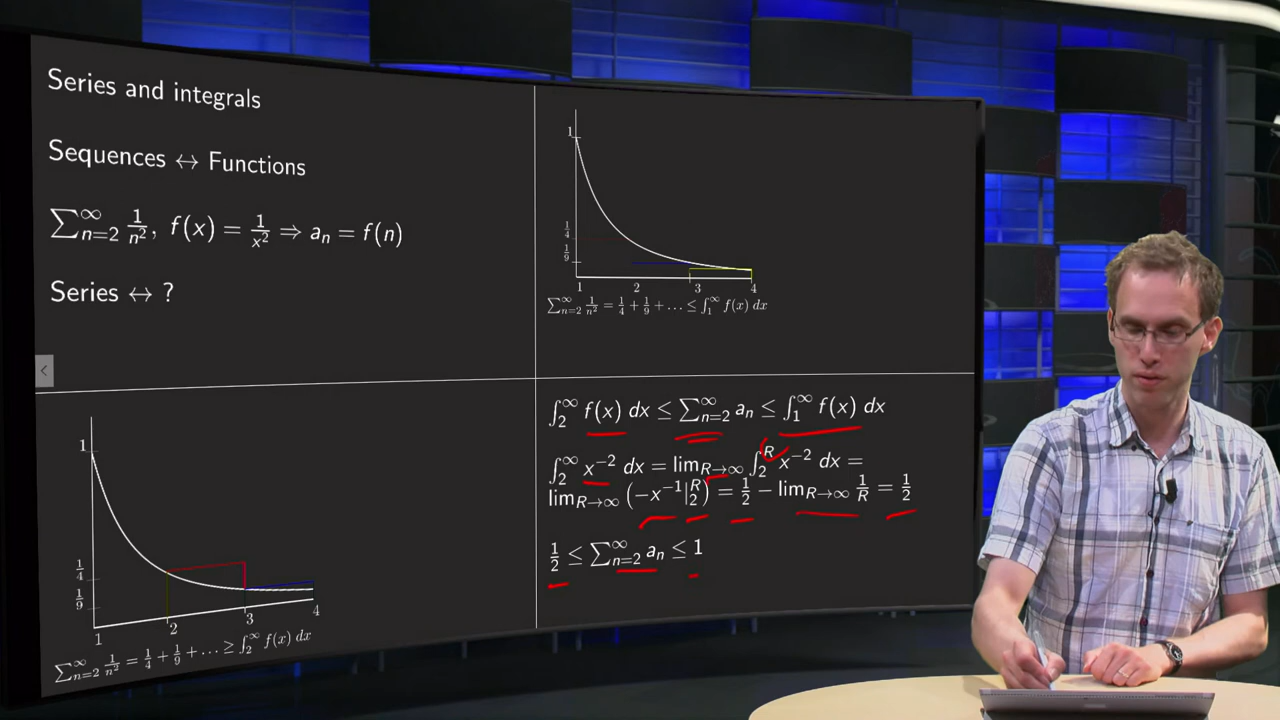 Series and integrals
Sequences ↔ Functions
∑_{n=2}^{∞} 1/n², f(x) = 1/x² ⇒ a_n = f(n)
Series ↔ ?
1
1/4
1/9
1 2 3 4
∑_{n=2}^{∞} 1/n² = 1/4 + 1/9 + … ≤ ∫_1^∞ f(x) dx
1
1/4
1/9
1 2 3 4
∑_{n=2}^{∞} 1/n² = 1/4 + 1/9 + … ≥ ∫_2^∞ f(x) dx
∫_2^∞ f(x) dx ≤ ∑_{n=2}^{∞} a_n ≤ ∫_1^∞ f(x) dx
∫_2^∞ x^{-2} dx = lim_{R→∞} ∫_2^R x^{-2} dx =
lim_{R→∞} (−x^{-1}|_2^R) = 1/2 − lim_{R→∞} 1/R = 1/2
1/2 ≤ ∑_{n=2}^{∞} a_n ≤ 1